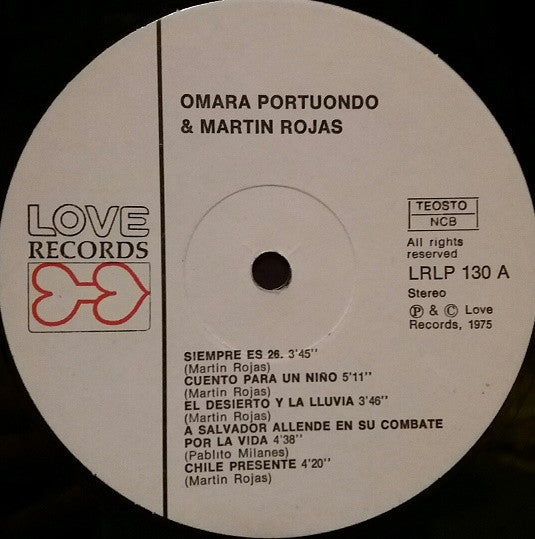 OMARA PORTUONDO
& MARTIN ROJAS
LOVE
RECORDS
TEOSTO
NCB
All rights
reserved
LRLP 130 A
Stereo
Ⓟ & © Love
Records, 1975
SIEMPRE ES 26. 3'45''
(Martin Rojas)
CUENTO PARA UN NIÑO 5'11''
(Martin Rojas)
EL DESIERTO Y LA LLUVIA 3'46''
(Martin Rojas)
A SALVADOR ALLENDE EN SU COMBATE
POR LA VIDA 4'38''
(Pablito Milanes)
CHILE PRESENTE 4'20''
(Martin Rojas)